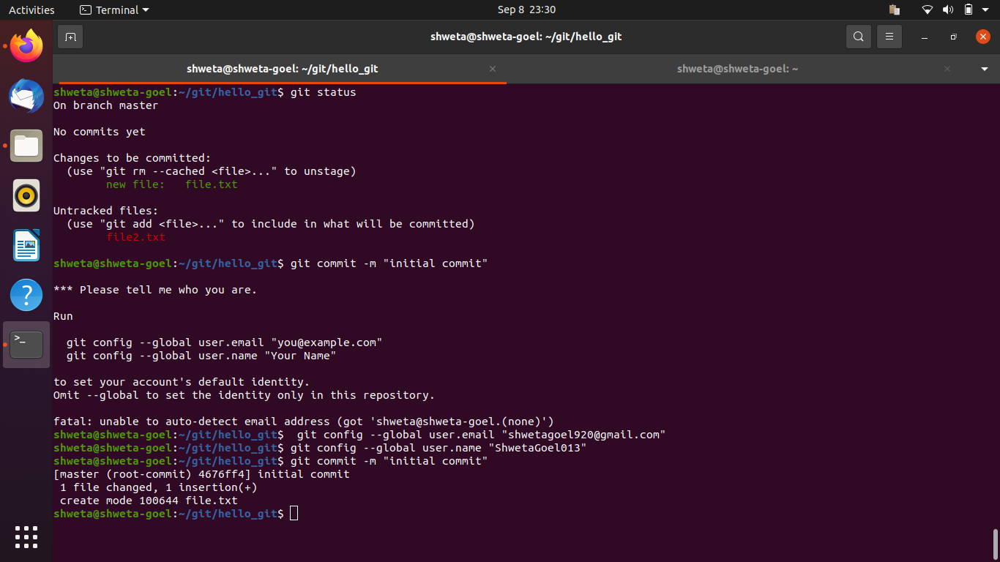 Activities
Terminal
Sep 8 23:30
shweta@shweta-goel: ~/git/hello_git
shweta@shweta-goel: ~/git/hello_git
shweta@shweta-goel: ~
shweta@shweta-goel:~/git/hello_git$ git status
On branch master
No commits yet
Changes to be committed:
  (use "git rm --cached <file>..." to unstage)
        new file:   file.txt
Untracked files:
  (use "git add <file>..." to include in what will be committed)
        file2.txt
shweta@shweta-goel:~/git/hello_git$ git commit -m "initial commit"
*** Please tell me who you are.
Run
  git config --global user.email "you@example.com"
  git config --global user.name "Your Name"
to set your account's default identity.
Omit --global to set the identity only in this repository.
fatal: unable to auto-detect email address (got 'shweta@shweta-goel.(none)')
shweta@shweta-goel:~/git/hello_git$  git config --global user.email "shwetagoel920@gmail.com"
shweta@shweta-goel:~/git/hello_git$ git config --global user.name "ShwetaGoel013"
shweta@shweta-goel:~/git/hello_git$ git commit -m "initial commit"
[master (root-commit) 4676ff4] initial commit
 1 file changed, 1 insertion(+)
 create mode 100644 file.txt
shweta@shweta-goel:~/git/hello_git$